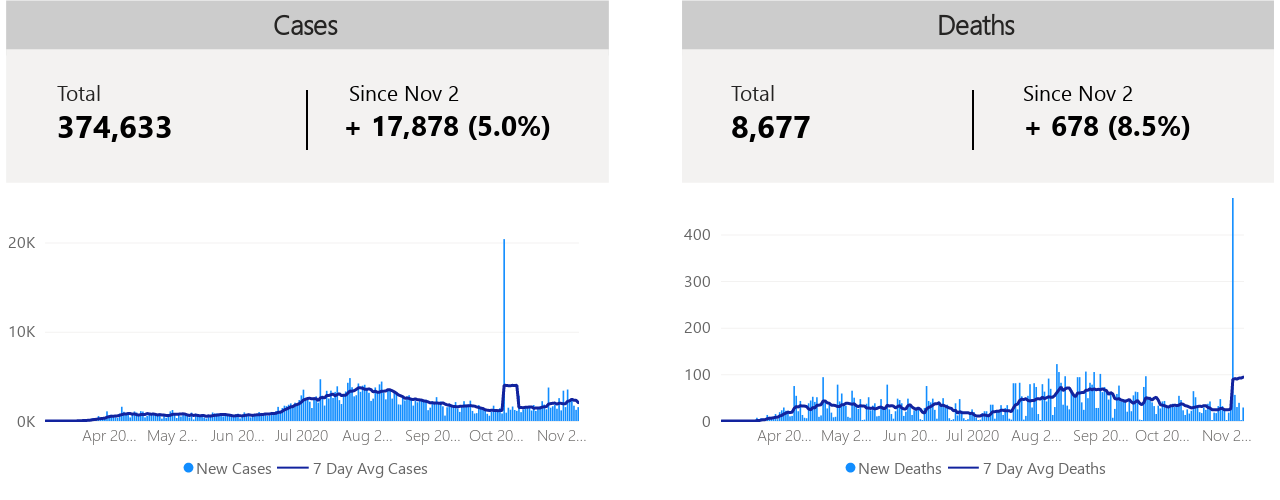 Cases
Total
Since Nov 2
374,633
+ 17,878 (5.0%)
20K
10K
0K
Apr 20... May 2... Jun 20... Jul 2020 Aug 2... Sep 20... Oct 20... Nov 2...
New Cases 7 Day Avg Cases
Deaths
Total
Since Nov 2
8,677
+ 678 (8.5%)
400
300
200
100
0
Apr 20... May 2... Jun 20... Jul 2020 Aug 2... Sep 20... Oct 20... Nov 2...
New Deaths 7 Day Avg Deaths